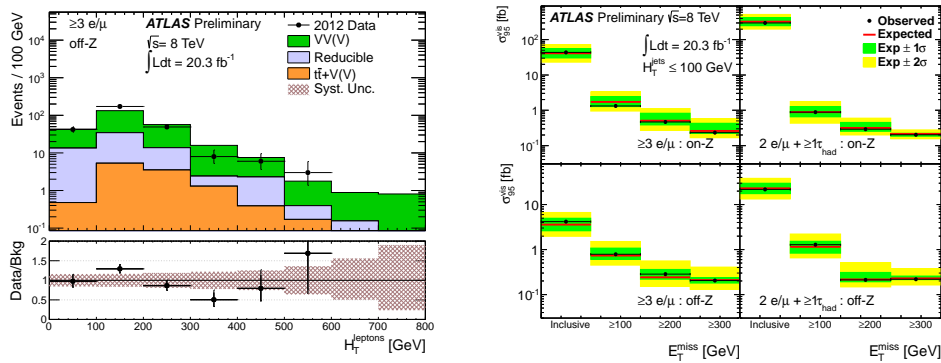 ≥3 e/μ
off-Z
ATLAS Preliminary
√s= 8 TeV
∫Ldt = 20.3 fb⁻¹
2012 Data
VV(V)
Reducible
tt̄+V(V)
Syst. Unc.
Events / 100 GeV
10⁴
10³
10²
10
1
10⁻¹
Data/Bkg
2
1.5
1
0.5
0
0 100 200 300 400 500 600 700 800
H_T^leptons [GeV]
ATLAS Preliminary √s=8 TeV
∫Ldt = 20.3 fb⁻¹
H_T^jets ≤ 100 GeV
Observed
Expected
Exp ± 1σ
Exp ± 2σ
σ_95^vis [fb]
10²
10
1
10⁻¹
≥3 e/μ : on-Z
2 e/μ + ≥1τ_had : on-Z
σ_95^vis [fb]
10
1
10⁻¹
≥3 e/μ : off-Z
2 e/μ + ≥1τ_had : off-Z
Inclusive ≥100 ≥200 ≥300 Inclusive ≥100 ≥200 ≥300
E_T^miss [GeV]
E_T^miss [GeV]